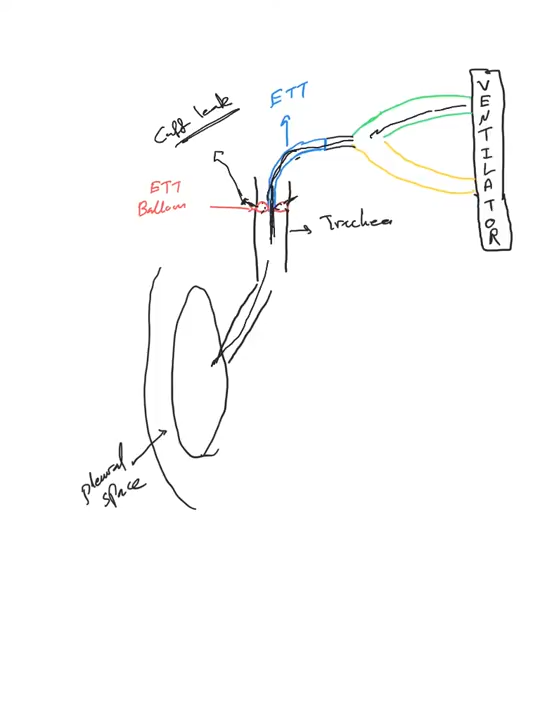 ETT
Cuff leak
VENTILATOR
ETT
Balloon
Trachea
pleural
space